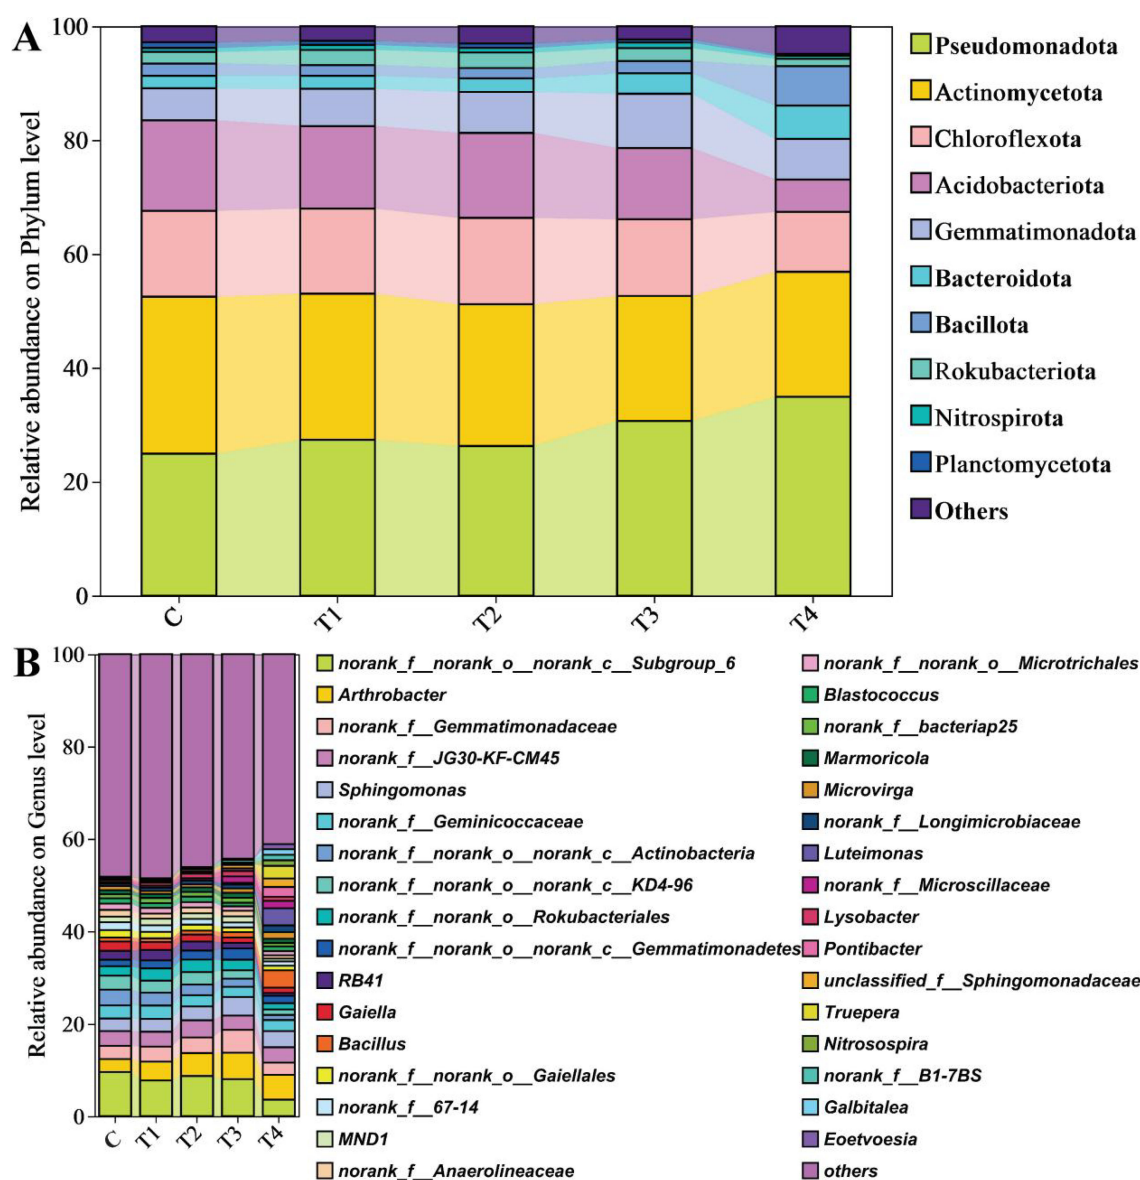 A
Relative abundance on Phylum level
100
80
60
40
20
0
C
T1
T2
T3
T4
Pseudomonadota
Actinomycetota
Chloroflexota
Acidobacteriota
Gemmatimonadota
Bacteroidota
Bacillota
Rokubacteriota
Nitrospirota
Planctomycetota
Others
B
Relative abundance on Genus level
100
80
60
40
20
0
C
T1
T2
T3
T4
norank_f__norank_o__norank_c__Subgroup_6
Arthrobacter
norank_f__Gemmatimonadaceae
norank_f__JG30-KF-CM45
Sphingomonas
norank_f__Geminicoccaceae
norank_f__norank_o__norank_c__Actinobacteria
norank_f__norank_o__norank_c__KD4-96
norank_f__norank_o__Rokubacteriales
norank_f__norank_o__norank_c__Gemmatimonadetes
RB41
Gaiella
Bacillus
norank_f__norank_o__Gaiellales
norank_f__67-14
MND1
norank_f__Anaerolineaceae
norank_f__norank_o__Microtrichales
Blastococcus
norank_f__bacteriap25
Marmoricola
Microvirga
norank_f__Longimicrobiaceae
Luteimonas
norank_f__Microscillaceae
Lysobacter
Pontibacter
unclassified_f__Sphingomonadaceae
Truepera
Nitrosospira
norank_f__B1-7BS
Galbitalea
Eoetvoesia
others